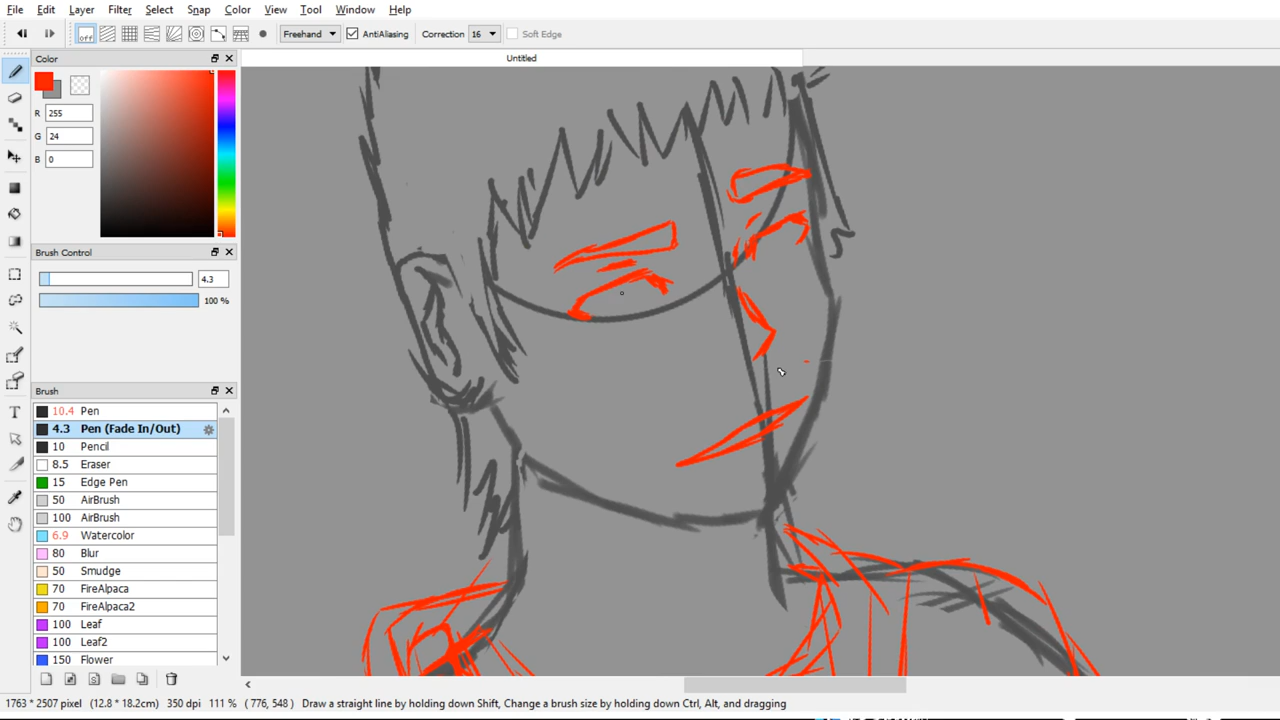 File Edit Layer Filter Select Snap Color View Tool Window Help
off Freehand AntiAliasing Correction 16 Soft Edge
Color
Untitled
R 255
G 24
B 0
Brush Control
4.3
100 %
Brush
10.4 Pen
4.3 Pen (Fade In/Out)
10 Pencil
8.5 Eraser
15 Edge Pen
50 AirBrush
100 AirBrush
6.9 Watercolor
80 Blur
50 Smudge
70 FireAlpaca
70 FireAlpaca2
100 Leaf
100 Leaf2
150 Flower
1763 * 2507 pixel (12.8 * 18.2cm) 350 dpi 111 % (776, 548) Draw a straight line by holding down Shift, Change a brush size by holding down Ctrl, Alt, and dragging